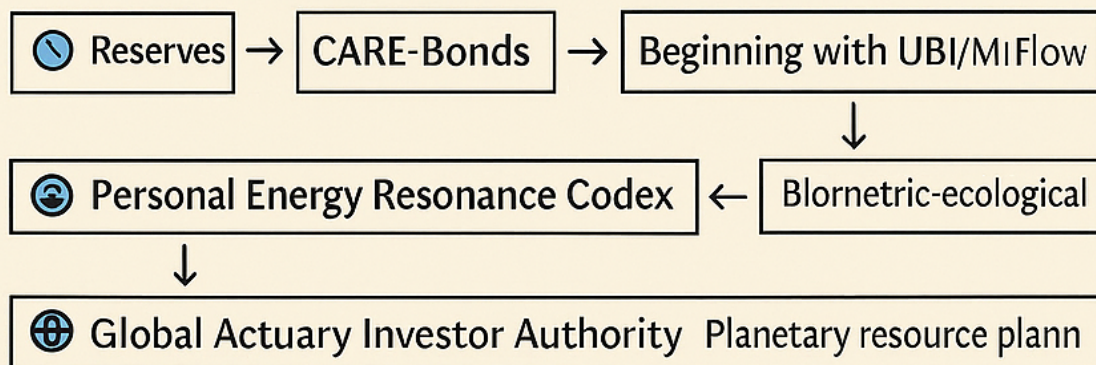 Reserves
CARE-Bonds
Beginning with UBI/MIFlow
Personal Energy Resonance Codex
Blornetric-ecological
Global Actuary Investor Authority Planetary resource plann